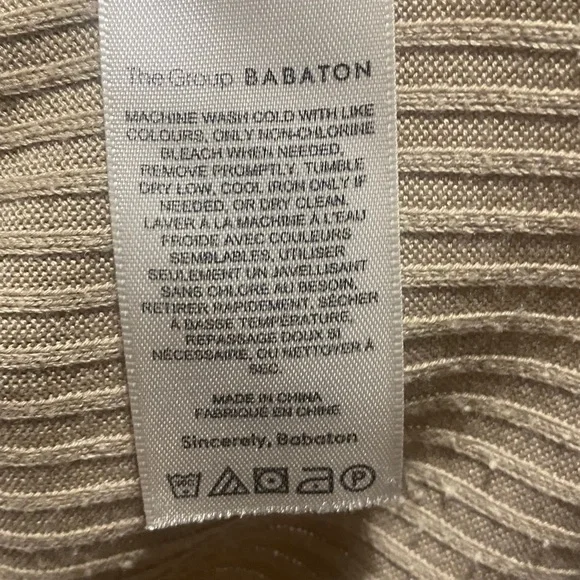 The Group BABATON
MACHINE WASH COLD WITH LIKE
COLOURS, ONLY NON-CHLORINE
BLEACH WHEN NEEDED,
REMOVE PROMPTLY, TUMBLE
DRY LOW, COOL IRON ONLY IF
NEEDED, OR DRY CLEAN.
LAVER À LA MACHINE À L'EAU
FROIDE AVEC COULEURS
SEMBLABLES, UTILISER
SEULEMENT UN JAVELLISANT
SANS CHLORE AU BESOIN,
RETIRER RAPIDEMENT, SÉCHER
À BASSE TEMPÉRATURE,
REPASSAGE DOUX SI
NÉCESSAIRE, OU NETTOYER À
SEC.
MADE IN CHINA
FABRIQUÉ EN CHINE
Sincerely, Babaton
P